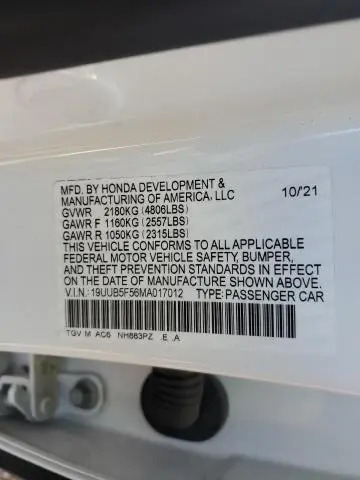 MFD. BY HONDA DEVELOPMENT &
MANUFACTURING OF AMERICA, LLC 10/21
GVWR 2180KG (4806LBS)
GAWR F 1160KG (2557LBS)
GAWR R 1050KG (2315LBS)
THIS VEHICLE CONFORMS TO ALL APPLICABLE
FEDERAL MOTOR VEHICLE SAFETY, BUMPER,
AND THEFT PREVENTION STANDARDS IN EFFECT
ON THE DATE OF MANUFACTURE SHOWN ABOVE.
V.I.N.: 19UUB5F56MA017012 TYPE: PASSENGER CAR
TGV M AC6 NH883PZ .E .A